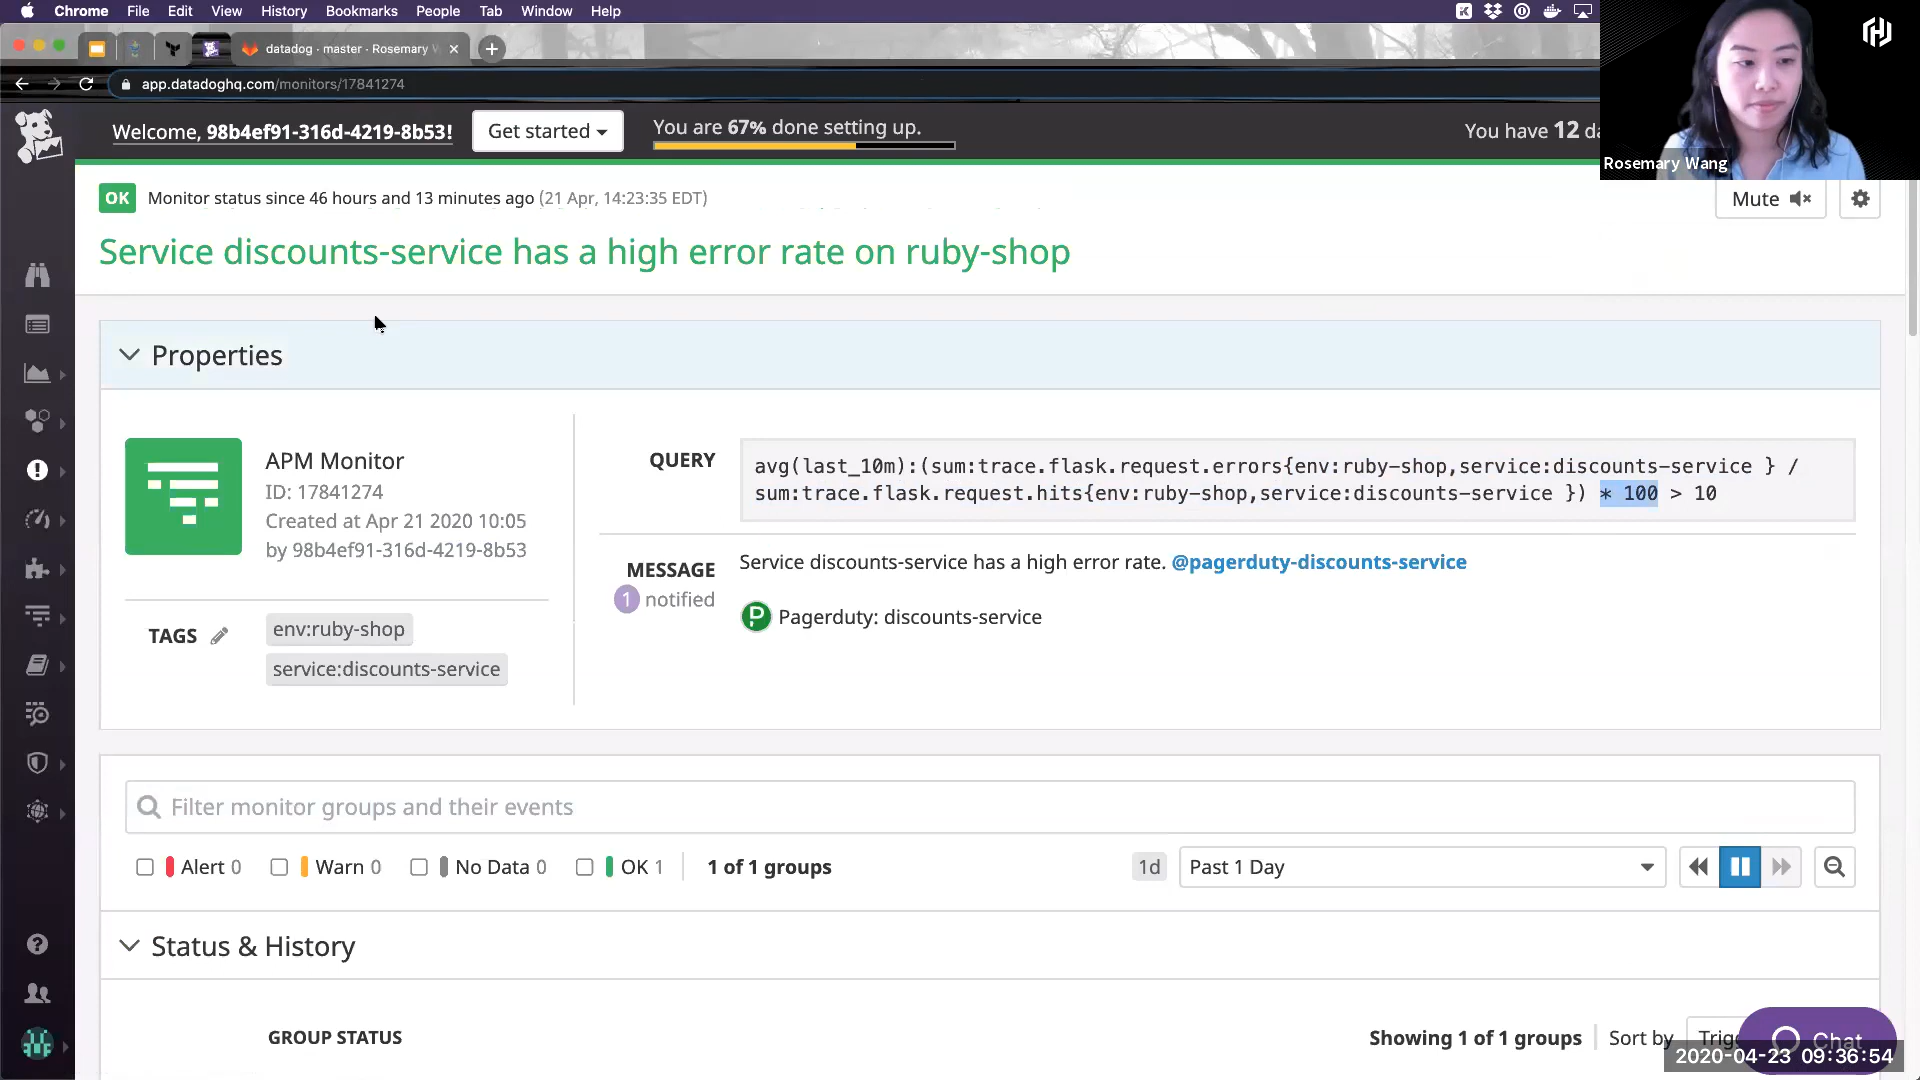 Chrome File Edit View History Bookmarks People Tab Window Help
datadog · master · Rosemary
app.datadoghq.com/monitors/17841274
Welcome, 98b4ef91-316d-4219-8b53!
Get started
You are 67% done setting up.
You have 12
Rosemary Wang
OK Monitor status since 46 hours and 13 minutes ago (21 Apr, 14:23:35 EDT)
Mute
Service discounts-service has a high error rate on ruby-shop
Properties
APM Monitor
ID: 17841274
Created at Apr 21 2020 10:05
by 98b4ef91-316d-4219-8b53
TAGS
env:ruby-shop
service:discounts-service
QUERY
avg(last_10m):(sum:trace.flask.request.errors{env:ruby-shop,service:discounts-service } /
sum:trace.flask.request.hits{env:ruby-shop,service:discounts-service }) * 100 > 10
MESSAGE
1 notified
Service discounts-service has a high error rate. @pagerduty-discounts-service
Pagerduty: discounts-service
Filter monitor groups and their events
Alert 0 Warn 0 No Data 0 OK 1 1 of 1 groups
1d Past 1 Day
Status & History
GROUP STATUS
Showing 1 of 1 groups Sort by
Chat
2020-04-23 09:36:54